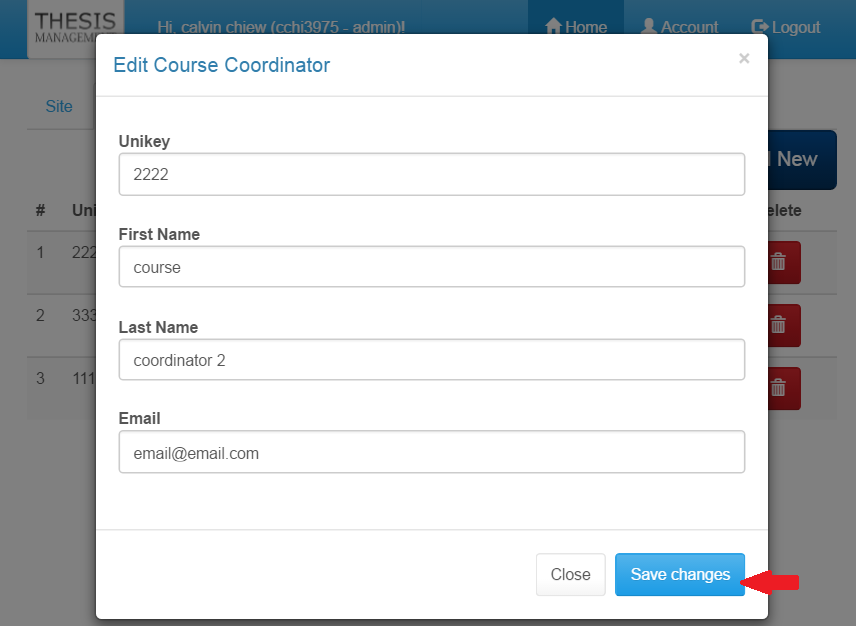 THESIS
MANAGEM
Hi, calvin chiew (cchi3975 - admin)!
Home
Account
Logout
Edit Course Coordinator
×
Site
Unikey
2222
New
# Uni
elete
First Name
1 222
course
2 333
Last Name
coordinator 2
3 111
Email
email@email.com
Close
Save changes